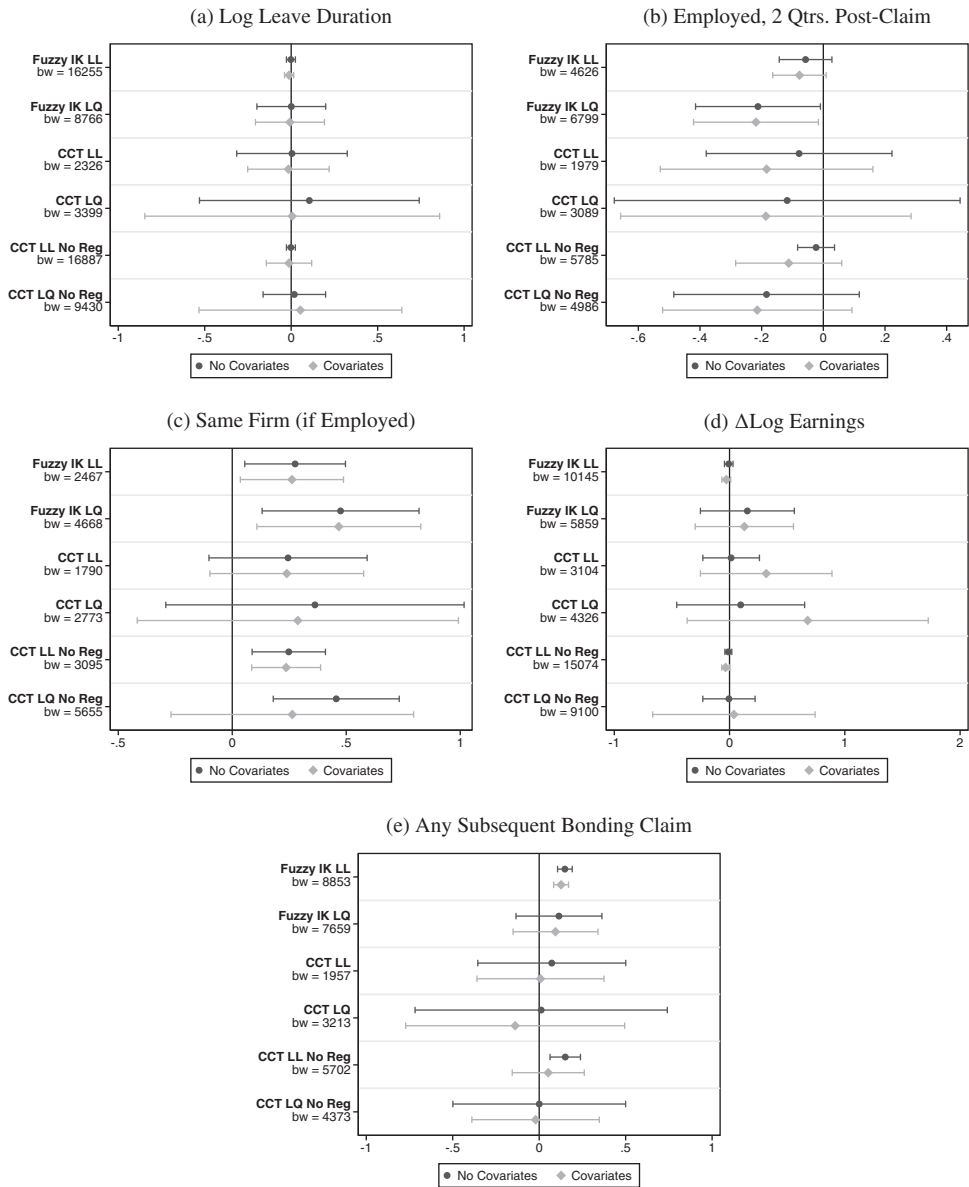 (a) Log Leave Duration
Fuzzy IK LL
bw = 16255
Fuzzy IK LQ
bw = 8766
CCT LL
bw = 2326
CCT LQ
bw = 3399
CCT LL No Reg
bw = 16887
CCT LQ No Reg
bw = 9430
-1 -.5 0 .5 1
No Covariates Covariates
(b) Employed, 2 Qtrs. Post-Claim
Fuzzy IK LL
bw = 4626
Fuzzy IK LQ
bw = 6799
CCT LL
bw = 1979
CCT LQ
bw = 3089
CCT LL No Reg
bw = 5785
CCT LQ No Reg
bw = 4986
-.6 -.4 -.2 0 .2 .4
No Covariates Covariates
(c) Same Firm (if Employed)
Fuzzy IK LL
bw = 2467
Fuzzy IK LQ
bw = 4668
CCT LL
bw = 1790
CCT LQ
bw = 2773
CCT LL No Reg
bw = 3095
CCT LQ No Reg
bw = 5655
-.5 0 .5 1
No Covariates Covariates
(d) ΔLog Earnings
Fuzzy IK LL
bw = 10145
Fuzzy IK LQ
bw = 5859
CCT LL
bw = 3104
CCT LQ
bw = 4326
CCT LL No Reg
bw = 15074
CCT LQ No Reg
bw = 9100
-1 0 1 2
No Covariates Covariates
(e) Any Subsequent Bonding Claim
Fuzzy IK LL
bw = 8853
Fuzzy IK LQ
bw = 7659
CCT LL
bw = 1957
CCT LQ
bw = 3213
CCT LL No Reg
bw = 5702
CCT LQ No Reg
bw = 4373
-1 -.5 0 .5 1
No Covariates Covariates